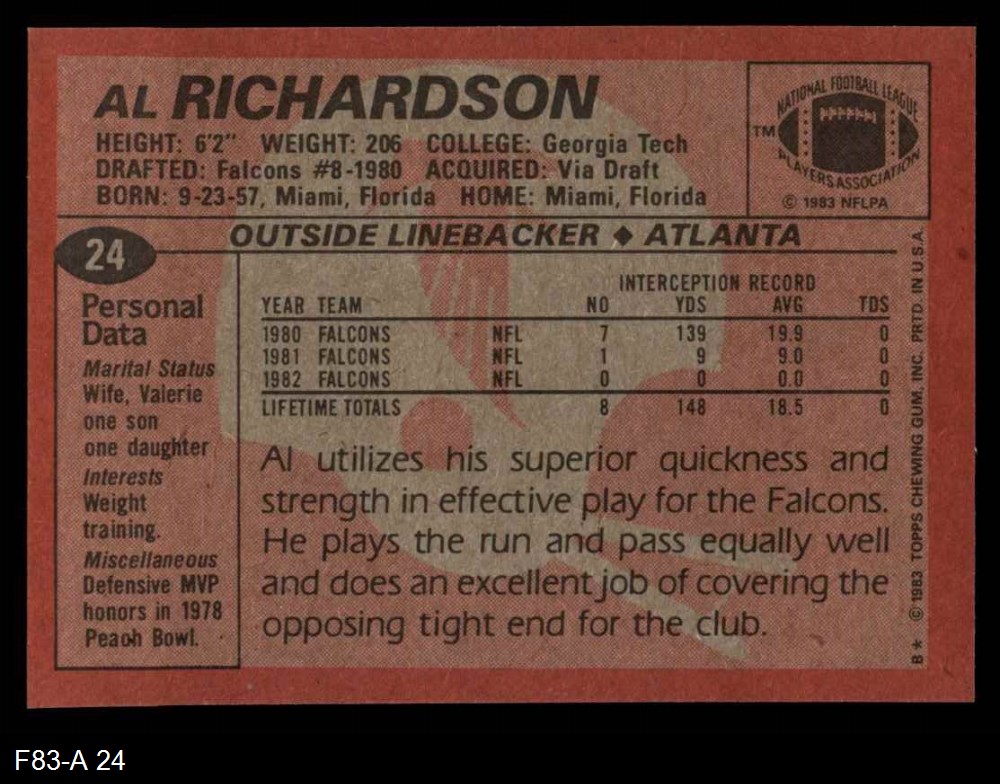 AL RICHARDSON
HEIGHT: 6'2" WEIGHT: 206 COLLEGE: Georgia Tech
DRAFTED: Falcons #8-1980 ACQUIRED: Via Draft
BORN: 9-23-57, Miami, Florida HOME: Miami, Florida
NATIONAL FOOTBALL LEAGUE
TM
PLAYERS ASSOCIATION
© 1983 NFLPA
24
OUTSIDE LINEBACKER ◆ ATLANTA
Personal
Data
Marital Status
Wife, Valerie
one son
one daughter
Interests
Weight
training.
Miscellaneous
Defensive MVP
honors in 1978
Peach Bowl.
INTERCEPTION RECORD
YEAR TEAM NO YDS AVG TDS
1980 FALCONS NFL 7 139 19.9 0
1981 FALCONS NFL 1 9 9.0 0
1982 FALCONS NFL 0 0 0.0 0
LIFETIME TOTALS 8 148 18.5 0
Al utilizes his superior quickness and
strength in effective play for the Falcons.
He plays the run and pass equally well
and does an excellent job of covering the
opposing tight end for the club.
B* © 1983 TOPPS CHEWING GUM, INC. PRTD. IN U.S.A.
F83-A 24